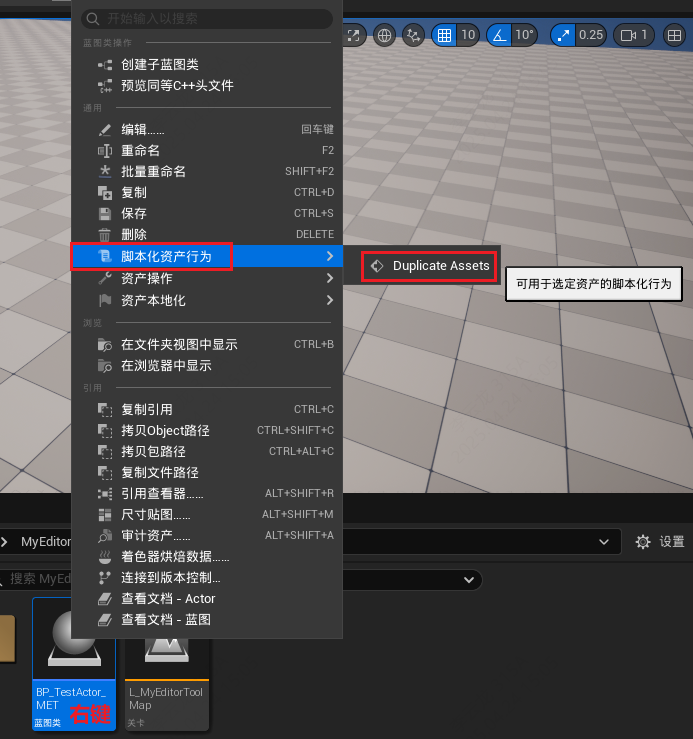 开始输入以搜索
10
10°
0.25
1
蓝图类操作
创建子蓝图类
预览同等C++头文件
通用
编辑…… 回车键
重命名 F2
批量重命名 SHIFT+F2
复制 CTRL+D
保存 CTRL+S
删除 DELETE
脚本化资产行为
Duplicate Assets
可用于选定资产的脚本化行为
资产操作
资产本地化
浏览
在文件夹视图中显示 CTRL+B
在浏览器中显示
引用
复制引用 CTRL+C
拷贝Object路径 CTRL+SHIFT+C
拷贝包路径 CTRL+ALT+C
复制文件路径
引用查看器…… ALT+SHIFT+R
尺寸贴图…… ALT+SHIFT+M
审计资产…… ALT+SHIFT+A
着色器烘焙数据……
连接到版本控制...
查看文档 - Actor
查看文档 - 蓝图
MyEditor
设置
搜索 MyEd
BP_TestActor_
MET
蓝图类
右键
L_MyEditorTool
Map
关卡